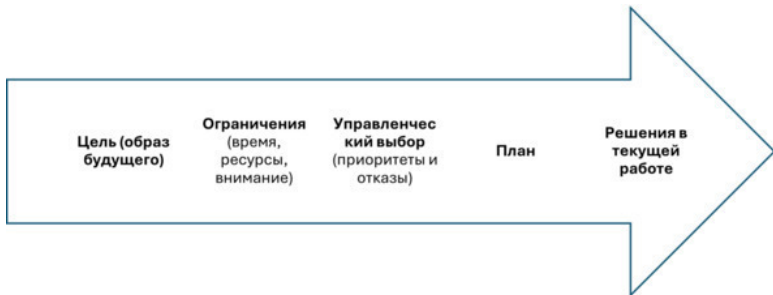 Цель (образ
будущего)
Ограничения
(время,
ресурсы,
внимание)
Управленчес
кий выбор
(приоритеты и
отказы)
План
Решения в
текущей
работе